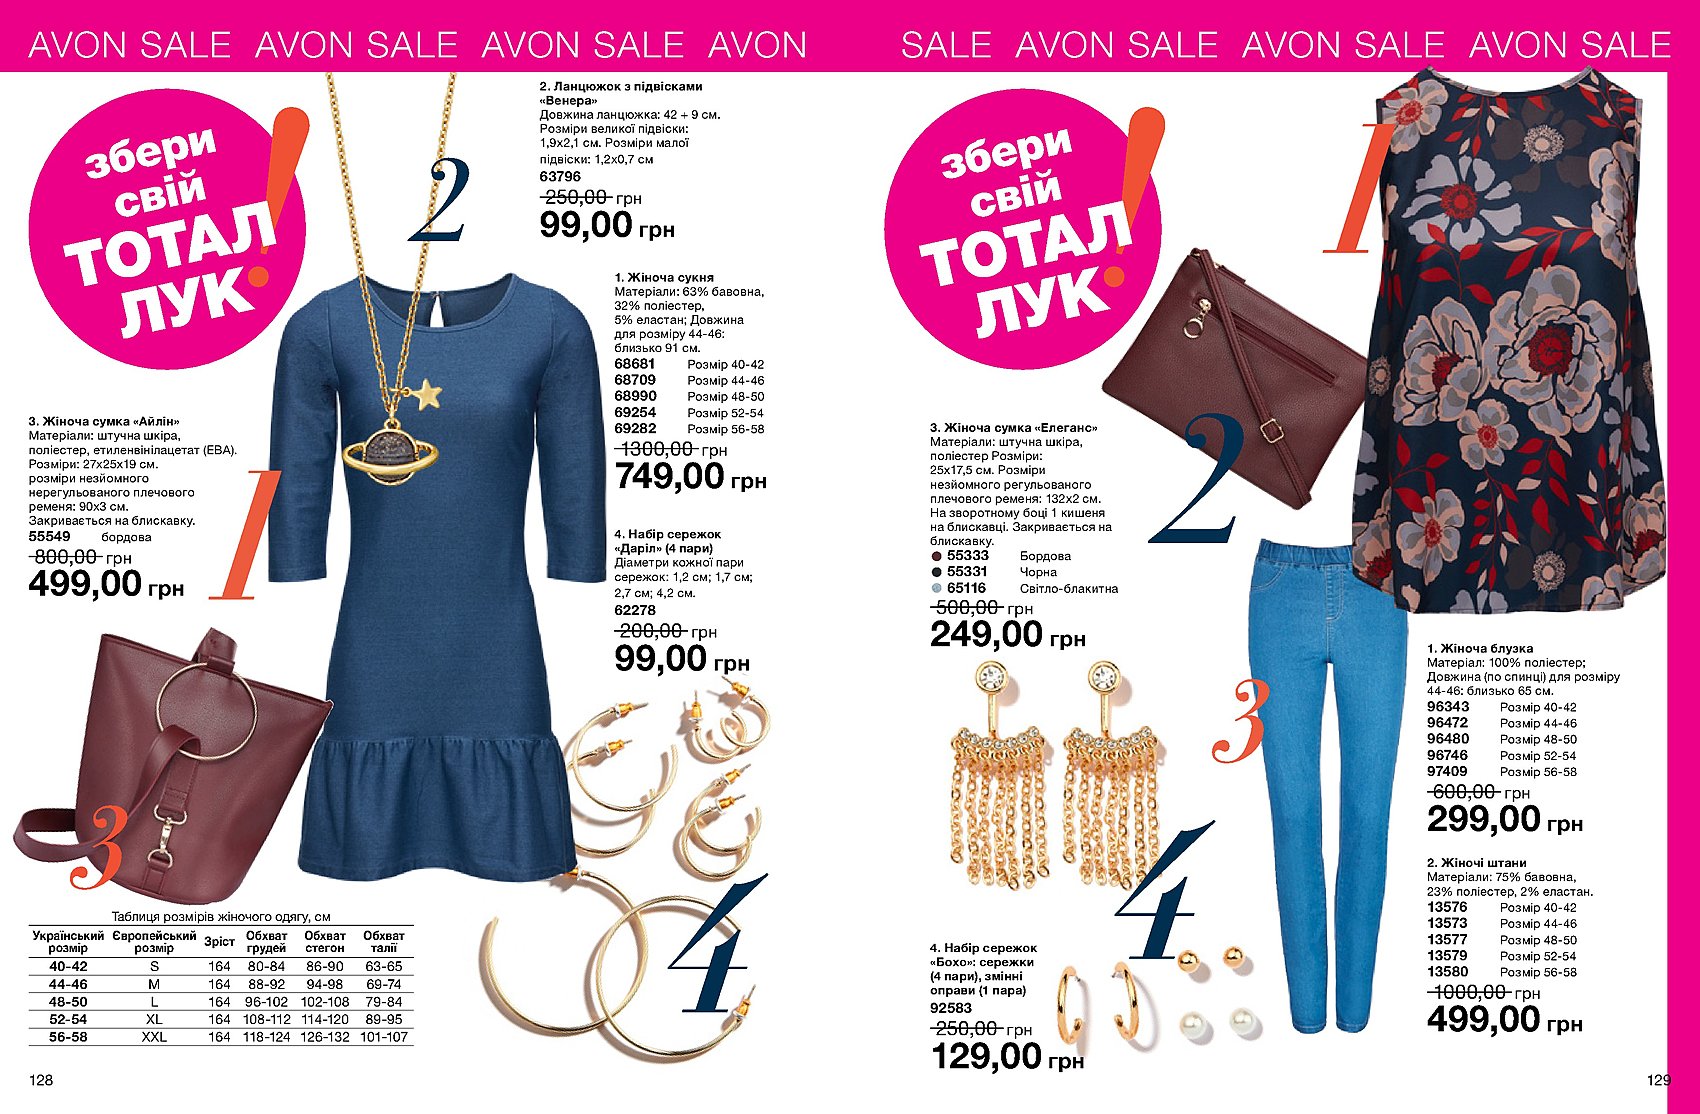 AVON SALE AVON SALE AVON SALE AVON
збери
свій
ТОТАЛ
ЛУК!
2
2. Ланцюжок з підвісками
«Венера»
Довжина ланцюжка: 42 + 9 см.
Розміри великої підвіски:
1,9х2,1 см. Розміри малої
підвіски: 1,2х0,7 см
63796
250,00 грн
99,00 грн
1. Жіноча сукня
Матеріали: 63% бавовна,
32% поліестер,
5% еластан; Довжина
для розміру 44-46:
близько 91 см.
68681 Розмір 40-42
68709 Розмір 44-46
68990 Розмір 48-50
69254 Розмір 52-54
69282 Розмір 56-58
1300,00 грн
749,00 грн
3. Жіноча сумка «Айлін»
Матеріали: штучна шкіра,
поліестер, етиленвінілацетат (ЕВА).
Розміри: 27х25х19 см.
розміри незйомного
нерегульованого плечового
ременя: 90х3 см.
Закривається на блискавку.
55549 бордова
800,00 грн
499,00 грн
1
4. Набір сережок
«Даріл» (4 пари)
Діаметри кожної пари
сережок: 1,2 см; 1,7 см;
2,7 см; 4,2 см.
62278
200,00 грн
99,00 грн
3
4
Таблиця розмірів жіночого одягу, см
Український розмір Європейський розмір Зріст Обхват грудей Обхват стегон Обхват талії
40-42 S 164 80-84 86-90 63-65
44-46 M 164 88-92 94-98 69-74
48-50 L 164 96-102 102-108 79-84
52-54 XL 164 108-112 114-120 89-95
56-58 XXL 164 118-124 126-132 101-107
128
SALE AVON SALE AVON SALE AVON SALE
збери
свій
ТОТАЛ
ЛУК!
1
3. Жіноча сумка «Елеганс»
Матеріали: штучна шкіра,
поліестер Розміри:
25х17,5 см. Розміри
незйомного регульованого
плечового ременя: 132х2 см.
На зворотному боці 1 кишеня
на блискавці. Закривається на
блискавку.
55333 Бордова
55331 Чорна
65116 Світло-блакитна
500,00 грн
249,00 грн
2
3
1. Жіноча блузка
Матеріал: 100% поліестер;
Довжина (по спинці) для розміру
44-46: близько 65 см.
96343 Розмір 40-42
96472 Розмір 44-46
96480 Розмір 48-50
96746 Розмір 52-54
97409 Розмір 56-58
600,00 грн
299,00 грн
2. Жіночі штани
Матеріали: 75% бавовна,
23% поліестер, 2% еластан.
13576 Розмір 40-42
13573 Розмір 44-46
13577 Розмір 48-50
13579 Розмір 52-54
13580 Розмір 56-58
1000,00 грн
499,00 грн
4
4. Набір сережок
«Бохо»: сережки
(4 пари), змінні
оправи (1 пара)
92583
250,00 грн
129,00 грн
129